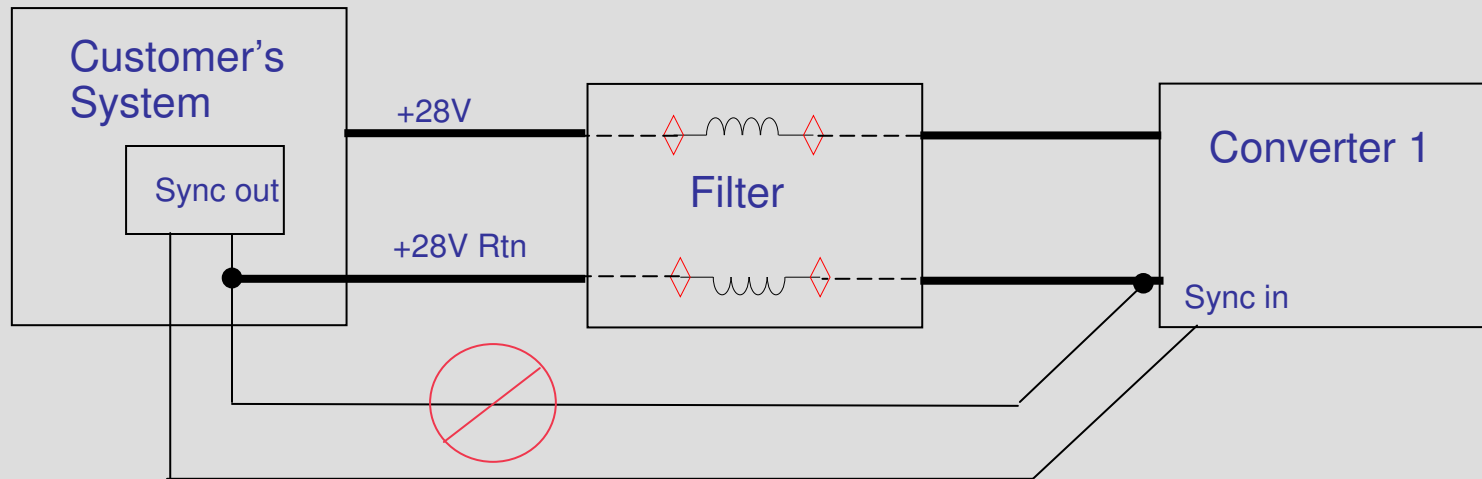 Customer’s
System
Sync out
+28V
+28V Rtn
Filter
Converter 1
Sync in